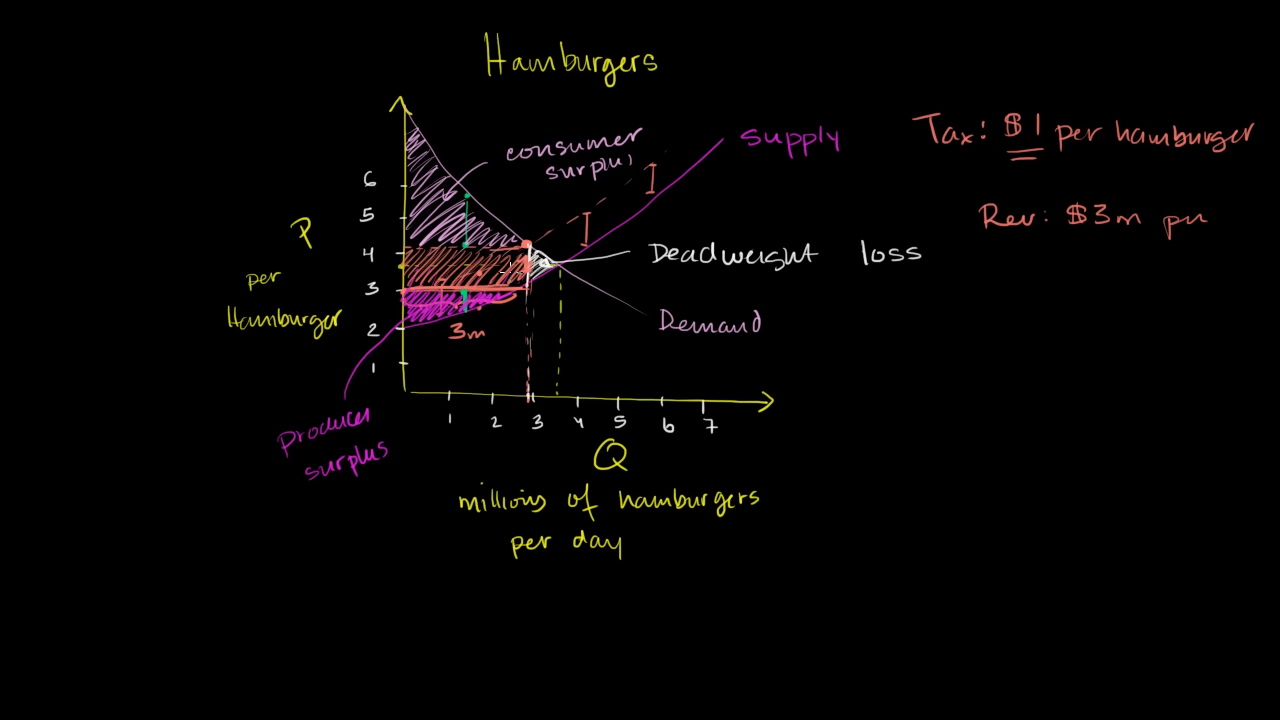 Hamburgers
Tax: $1 per hamburger
Rev: $3m per
supply
consumer
surplus
6
5
4
3
2
1
P
per
Hamburger
Deadweight loss
Demand
3m
1 2 3 4 5 6 7
Producer
surplus
Q
millions of hamburgers
per day